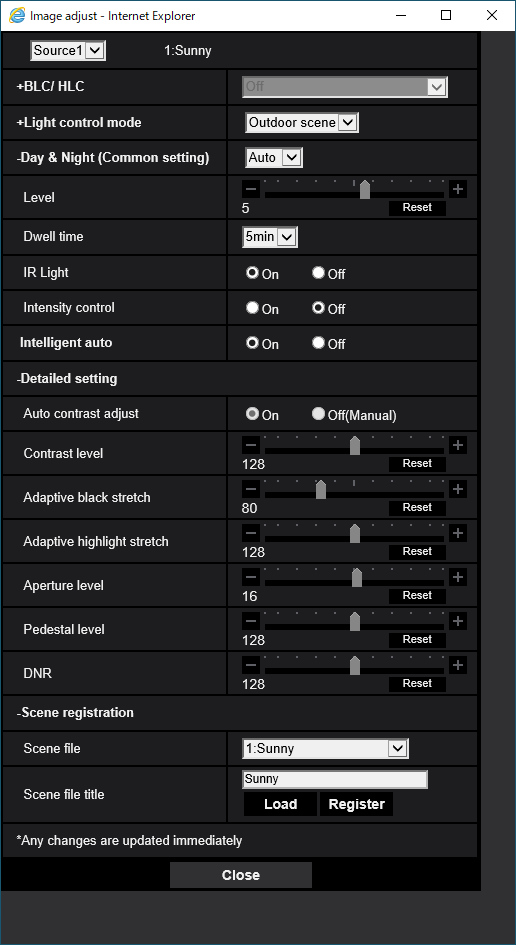 Image adjust - Internet Explorer
Source1 1:Sunny
+BLC/ HLC Off
+Light control mode Outdoor scene
-Day & Night (Common setting) Auto
Level 5 Reset
Dwell time 5min
IR Light On Off
Intensity control On Off
Intelligent auto On Off
-Detailed setting
Auto contrast adjust On Off(Manual)
Contrast level 128 Reset
Adaptive black stretch 80 Reset
Adaptive highlight stretch 128 Reset
Aperture level 16 Reset
Pedestal level 128 Reset
DNR 128 Reset
-Scene registration
Scene file 1:Sunny
Scene file title Sunny
Load Register
*Any changes are updated immediately
Close